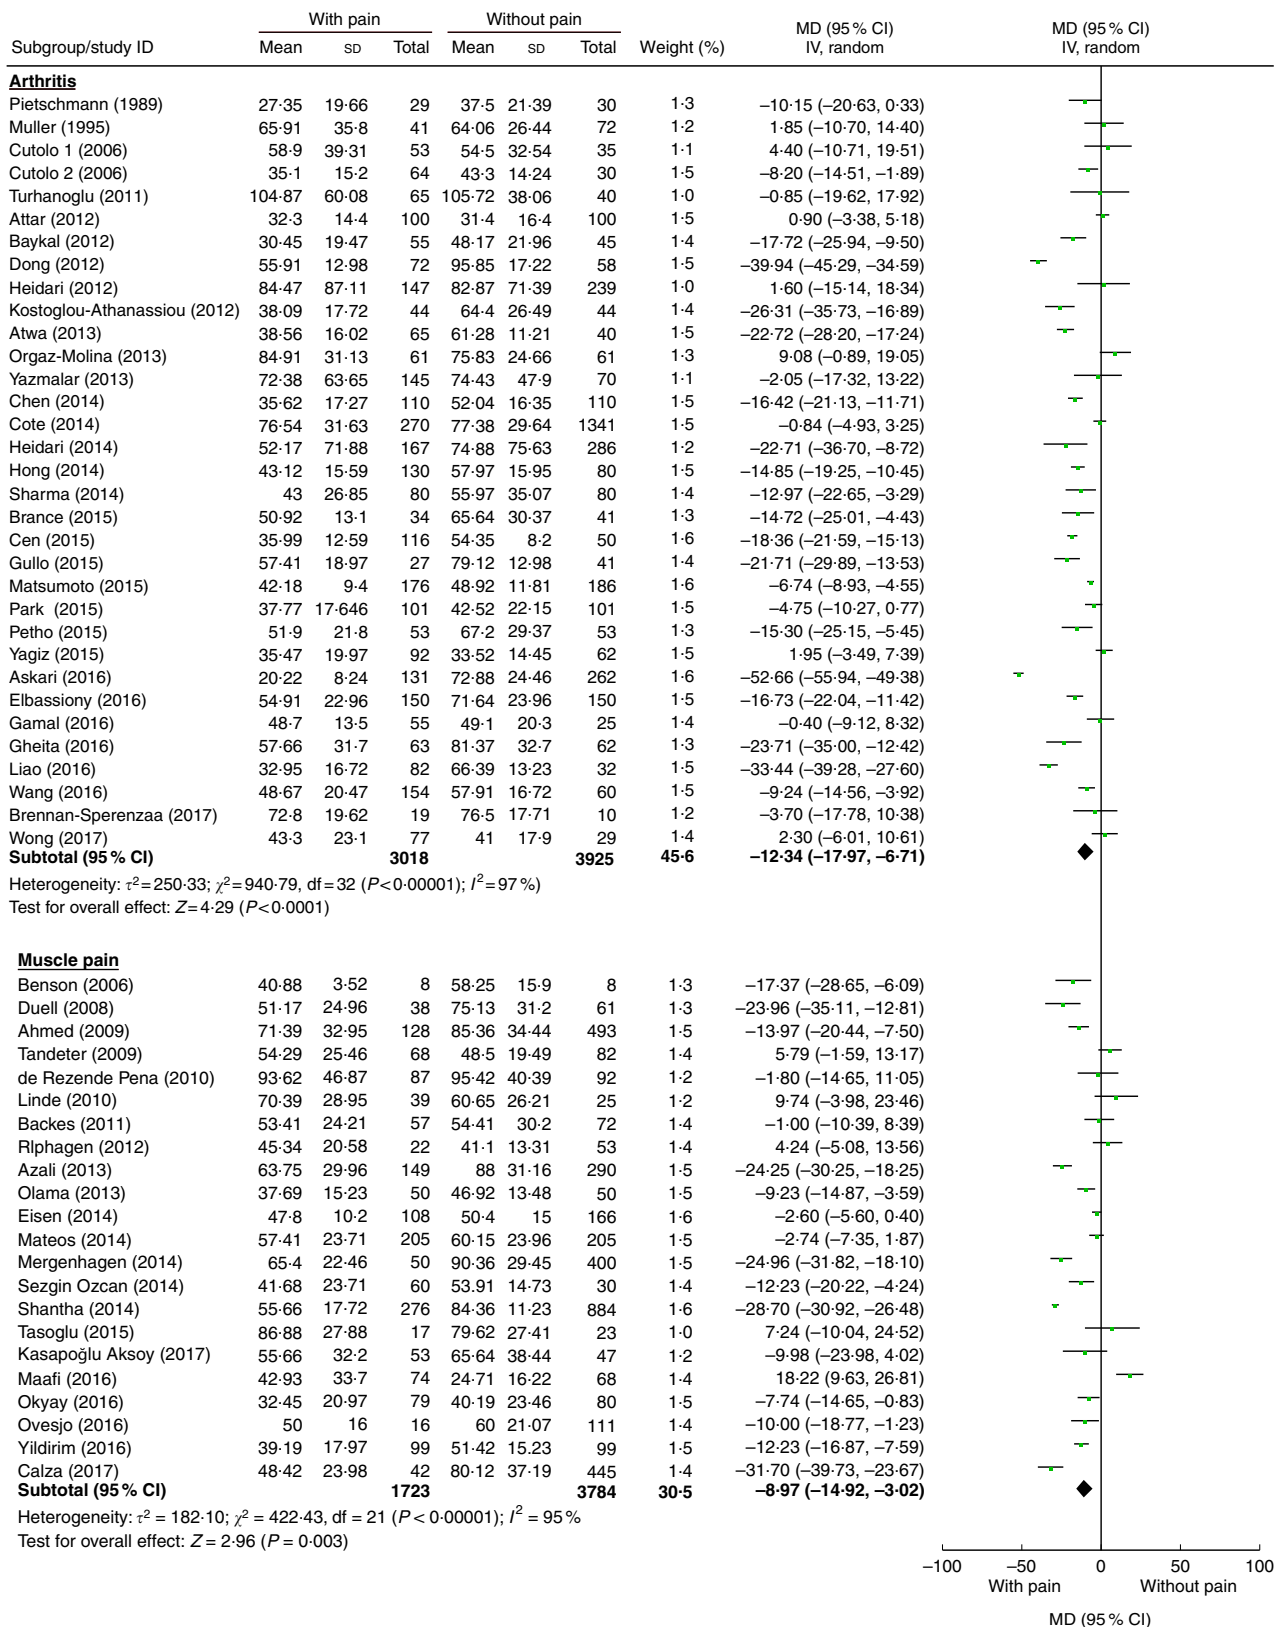 With pain Without pain MD (95 % CI) MD (95 % CI)
Subgroup/study ID Mean SD Total Mean SD Total Weight (%) IV, random IV, random
Arthritis
Pietschmann (1989) 27·35 19·66 29 37·5 21·39 30 1·3 −10·15 (−20·63, 0·33)
Muller (1995) 65·91 35·8 41 64·06 26·44 72 1·2 1·85 (−10·70, 14·40)
Cutolo 1 (2006) 58·9 39·31 53 54·5 32·54 35 1·1 4·40 (−10·71, 19·51)
Cutolo 2 (2006) 35·1 15·2 64 43·3 14·24 30 1·5 −8·20 (−14·51, −1·89)
Turhanoglu (2011) 104·87 60·08 65 105·72 38·06 40 1·0 −0·85 (−19·62, 17·92)
Attar (2012) 32·3 14·4 100 31·4 16·4 100 1·5 0·90 (−3·38, 5·18)
Baykal (2012) 30·45 19·47 55 48·17 21·96 45 1·4 −17·72 (−25·94, −9·50)
Dong (2012) 55·91 12·98 72 95·85 17·22 58 1·5 −39·94 (−45·29, −34·59)
Heidari (2012) 84·47 87·11 147 82·87 71·39 239 1·0 1·60 (−15·14, 18·34)
Kostoglou-Athanassiou (2012) 38·09 17·72 44 64·4 26·49 44 1·4 −26·31 (−35·73, −16·89)
Atwa (2013) 38·56 16·02 65 61·28 11·21 40 1·5 −22·72 (−28·20, −17·24)
Orgaz-Molina (2013) 84·91 31·13 61 75·83 24·66 61 1·3 9·08 (−0·89, 19·05)
Yazmalar (2013) 72·38 63·65 145 74·43 47·9 70 1·1 −2·05 (−17·32, 13·22)
Chen (2014) 35·62 17·27 110 52·04 16·35 110 1·5 −16·42 (−21·13, −11·71)
Cote (2014) 76·54 31·63 270 77·38 29·64 1341 1·5 −0·84 (−4·93, 3·25)
Heidari (2014) 52·17 71·88 167 74·88 75·63 286 1·2 −22·71 (−36·70, −8·72)
Hong (2014) 43·12 15·59 130 57·97 15·95 80 1·5 −14·85 (−19·25, −10·45)
Sharma (2014) 43 26·85 80 55·97 35·07 80 1·4 −12·97 (−22·65, −3·29)
Brance (2015) 50·92 13·1 34 65·64 30·37 41 1·3 −14·72 (−25·01, −4·43)
Cen (2015) 35·99 12·59 116 54·35 8·2 50 1·6 −18·36 (−21·59, −15·13)
Gullo (2015) 57·41 18·97 27 79·12 12·98 41 1·4 −21·71 (−29·89, −13·53)
Matsumoto (2015) 42·18 9·4 176 48·92 11·81 186 1·6 −6·74 (−8·93, −4·55)
Park (2015) 37·77 17·646 101 42·52 22·15 101 1·5 −4·75 (−10·27, 0·77)
Petho (2015) 51·9 21·8 53 67·2 29·37 53 1·3 −15·30 (−25·15, −5·45)
Yagiz (2015) 35·47 19·97 92 33·52 14·45 62 1·5 1·95 (−3·49, 7·39)
Askari (2016) 20·22 8·24 131 72·88 24·46 262 1·6 −52·66 (−55·94, −49·38)
Elbassiony (2016) 54·91 22·96 150 71·64 23·96 150 1·5 −16·73 (−22·04, −11·42)
Gamal (2016) 48·7 13·5 55 49·1 20·3 25 1·4 −0·40 (−9·12, 8·32)
Gheita (2016) 57·66 31·7 63 81·37 32·7 62 1·3 −23·71 (−35·00, −12·42)
Liao (2016) 32·95 16·72 82 66·39 13·23 32 1·5 −33·44 (−39·28, −27·60)
Wang (2016) 48·67 20·47 154 57·91 16·72 60 1·5 −9·24 (−14·56, −3·92)
Brennan-Sperenzaa (2017) 72·8 19·62 19 76·5 17·71 10 1·2 −3·70 (−17·78, 10·38)
Wong (2017) 43·3 23·1 77 41 17·9 29 1·4 2·30 (−6·01, 10·61)
Subtotal (95 % CI) 3018 3925 45·6 −12·34 (−17·97, −6·71)
Heterogeneity: τ²=250·33; χ²=940·79, df=32 (P<0·00001); I²=97 %)
Test for overall effect: Z=4·29 (P<0·0001)
Muscle pain
Benson (2006) 40·88 3·52 8 58·25 15·9 8 1·3 −17·37 (−28·65, −6·09)
Duell (2008) 51·17 24·96 38 75·13 31·2 61 1·3 −23·96 (−35·11, −12·81)
Ahmed (2009) 71·39 32·95 128 85·36 34·44 493 1·5 −13·97 (−20·44, −7·50)
Tandeter (2009) 54·29 25·46 68 48·5 19·49 82 1·4 5·79 (−1·59, 13·17)
de Rezende Pena (2010) 93·62 46·87 87 95·42 40·39 92 1·2 −1·80 (−14·65, 11·05)
Linde (2010) 70·39 28·95 39 60·65 26·21 25 1·2 9·74 (−3·98, 23·46)
Backes (2011) 53·41 24·21 57 54·41 30·2 72 1·4 −1·00 (−10·39, 8·39)
Rlphagen (2012) 45·34 20·58 22 41·1 13·31 53 1·4 4·24 (−5·08, 13·56)
Azali (2013) 63·75 29·96 149 88 31·16 290 1·5 −24·25 (−30·25, −18·25)
Olama (2013) 37·69 15·23 50 46·92 13·48 50 1·5 −9·23 (−14·87, −3·59)
Eisen (2014) 47·8 10·2 108 50·4 15 166 1·6 −2·60 (−5·60, 0·40)
Mateos (2014) 57·41 23·71 205 60·15 23·96 205 1·5 −2·74 (−7·35, 1·87)
Mergenhagen (2014) 65·4 22·46 50 90·36 29·45 400 1·5 −24·96 (−31·82, −18·10)
Sezgin Ozcan (2014) 41·68 23·71 60 53·91 14·73 30 1·4 −12·23 (−20·22, −4·24)
Shantha (2014) 55·66 17·72 276 84·36 11·23 884 1·6 −28·70 (−30·92, −26·48)
Tasoglu (2015) 86·88 27·88 17 79·62 27·41 23 1·0 7·24 (−10·04, 24·52)
Kasapoğlu Aksoy (2017) 55·66 32·2 53 65·64 38·44 47 1·2 −9·98 (−23·98, 4·02)
Maafi (2016) 42·93 33·7 74 24·71 16·22 68 1·4 18·22 (9·63, 26·81)
Okyay (2016) 32·45 20·97 79 40·19 23·46 80 1·5 −7·74 (−14·65, −0·83)
Ovesjo (2016) 50 16 16 60 21·07 111 1·4 −10·00 (−18·77, −1·23)
Yildirim (2016) 39·19 17·97 99 51·42 15.23 99 1·5 −12·23 (−16·87, −7·59)
Calza (2017) 48·42 23·98 42 80·12 37·19 445 1·4 −31·70 (−39·73, −23·67)
Subtotal (95 % CI) 1723 3784 30·5 −8·97 (−14·92, −3·02)
Heterogeneity: τ² = 182·10; χ² = 422·43, df = 21 (P < 0·00001); I² = 95 %
Test for overall effect: Z = 2·96 (P = 0·003)
−100 −50 0 50 100
With pain Without pain
MD (95 % CI)